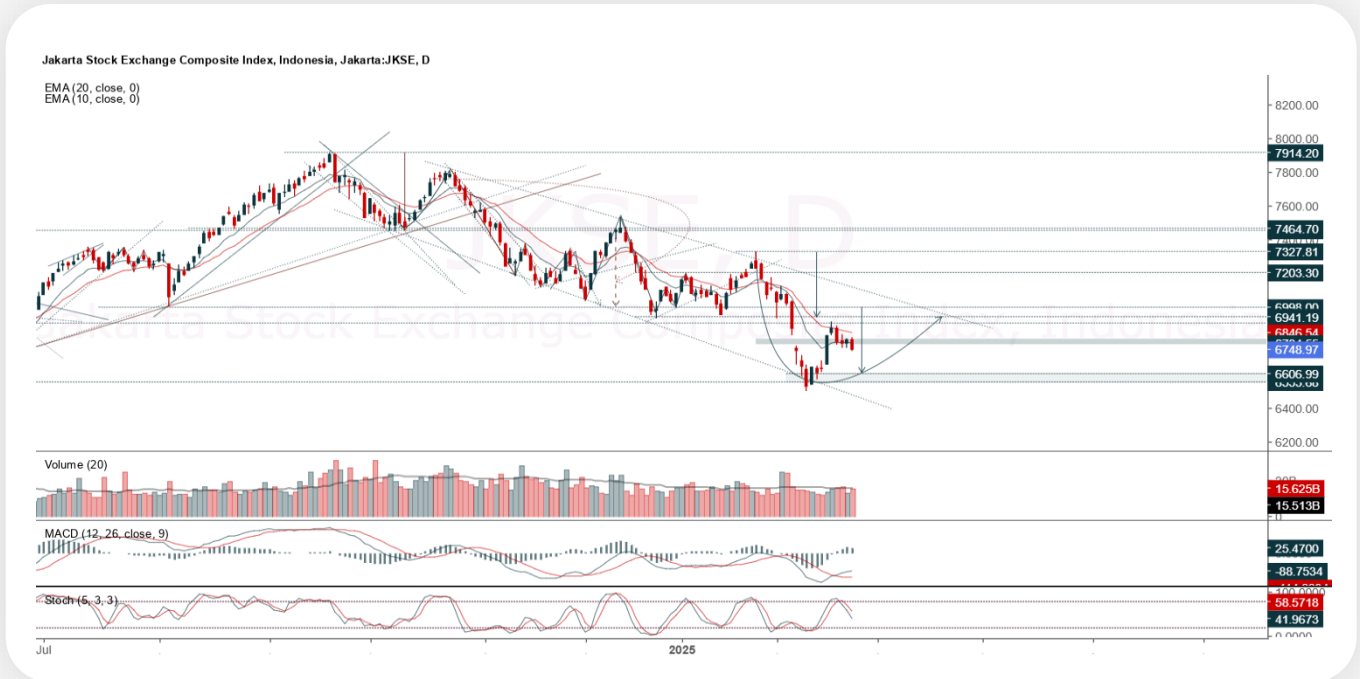 Jakarta Stock Exchange Composite Index, Indonesia, Jakarta:JKSE, D
EMA (20, close, 0)
EMA (10, close, 0)
8200.00
8000.00
7914.20
7800.00
7600.00
7464.70
7327.81
7203.30
6998.00
6941.19
6846.54
6748.97
6606.99
6400.00
6200.00
JKSE, D
Jakarta Stock Exchange Composite Index, Indonesia
Volume (20)
15.625B
15.513B
0
MACD (12, 26, close, 9)
25.4700
-88.7534
Stoch (5, 3, 3)
100.0000
58.5718
41.9673
0.0000
Jul
2025